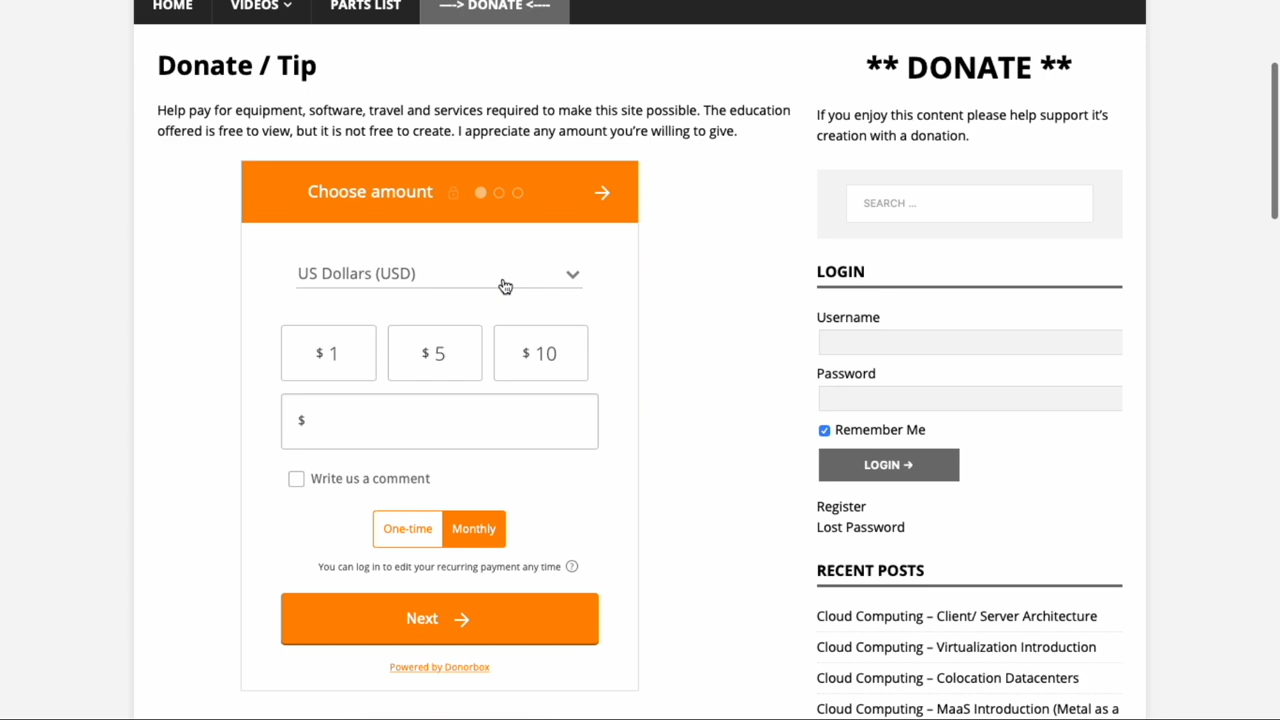 HOME
VIDEOS
PARTS LIST
----> DONATE <----
Donate / Tip
Help pay for equipment, software, travel and services required to make this site possible. The education
offered is free to view, but it is not free to create. I appreciate any amount you’re willing to give.
Choose amount
US Dollars (USD)
$ 1
$ 5
$ 10
$
Write us a comment
One-time
Monthly
You can log in to edit your recurring payment any time ?
Next →
Powered by Donorbox
** DONATE **
If you enjoy this content please help support it’s
creation with a donation.
SEARCH ...
LOGIN
Username
Password
Remember Me
LOGIN →
Register
Lost Password
RECENT POSTS
Cloud Computing – Client/ Server Architecture
Cloud Computing – Virtualization Introduction
Cloud Computing – Colocation Datacenters
Cloud Computing – MaaS Introduction (Metal as a